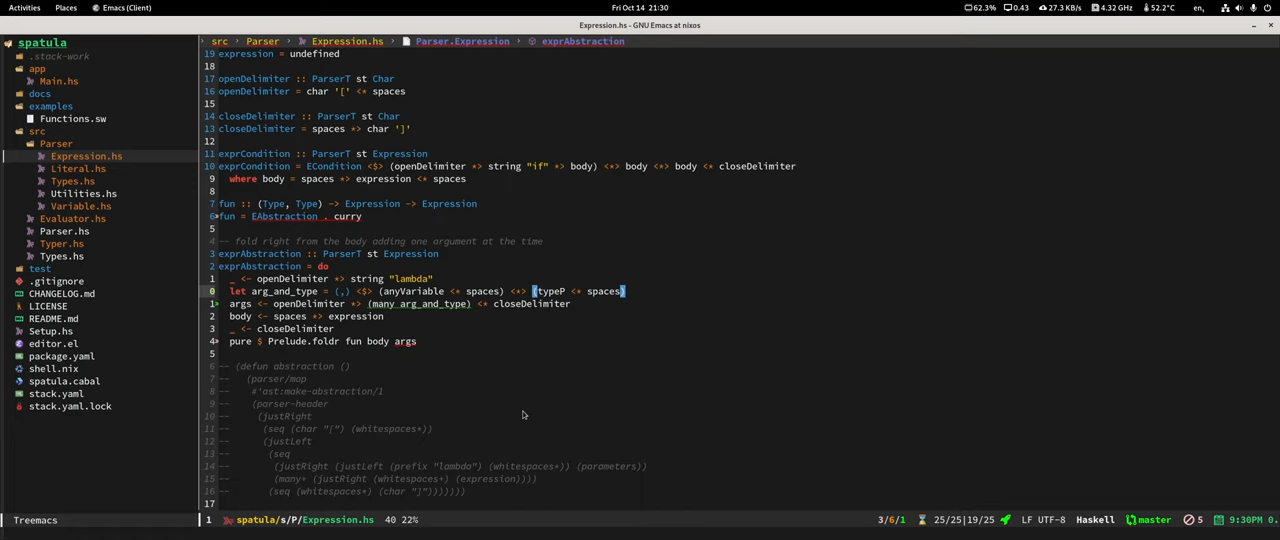 Activities Places Emacs (Client) Fri Oct 14 21:30 62.3% 0.43 27.3 KB/s 4.32 GHz 52.2°C en₁
Expression.hs - GNU Emacs at nixos
spatula
.stack-work
app
Main.hs
docs
examples
Functions.sw
src
Parser
Expression.hs
Literal.hs
Types.hs
Utilities.hs
Variable.hs
Evaluator.hs
Parser.hs
Typer.hs
Types.hs
test
.gitignore
CHANGELOG.md
LICENSE
README.md
Setup.hs
editor.el
package.yaml
shell.nix
spatula.cabal
stack.yaml
stack.yaml.lock
Treemacs
src › Parser › Expression.hs › Parser.Expression › exprAbstraction
19 expression = undefined
18
17 openDelimiter :: ParserT st Char
16 openDelimiter = char '[' <* spaces
15
14 closeDelimiter :: ParserT st Char
13 closeDelimiter = spaces *> char ']'
12
11 exprCondition :: ParserT st Expression
10 exprCondition = ECondition <$> (openDelimiter *> string "if" *> body) <*> body <*> body <* closeDelimiter
9   where body = spaces *> expression <* spaces
8
7 fun :: (Type, Type) -> Expression -> Expression
6 fun = EAbstraction . curry
5
4 -- fold right from the body adding one argument at the time
3 exprAbstraction :: ParserT st Expression
2 exprAbstraction = do
1   _ <- openDelimiter *> string "lambda"
0   let arg_and_type = (,) <$> (anyVariable <* spaces) <*> (typeP <* spaces)
1   args <- openDelimiter *> (many arg_and_type) <* closeDelimiter
2   body <- spaces *> expression
3   _ <- closeDelimiter
4   pure $ Prelude.foldr fun body args
5
6 -- (defun abstraction ()
7 --   (parser/map
8 --    #'ast:make-abstraction/1
9 --    (parser-header
10 --     (justRight
11 --      (seq (char "[") (whitespaces*))
12 --      (justLeft
13 --       (seq
14 --        (justRight (justLeft (prefix "lambda") (whitespaces*)) (parameters))
15 --        (many+ (justRight (whitespaces*) (expression))))
16 --       (seq (whitespaces*) (char "]")))))))
17
1 spatula/s/P/Expression.hs 40 22% 3/6/1 25/25|19/25 LF UTF-8 Haskell master 5 9:30PM 0.